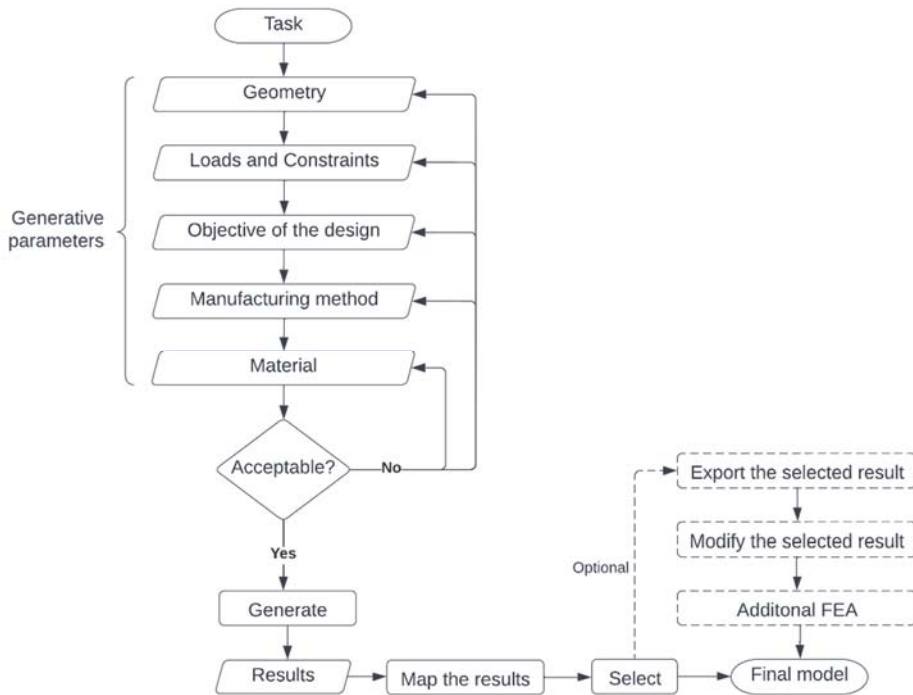 Task
Geometry
Loads and Constraints
Generative
parameters
Objective of the design
Manufacturing method
Material
Acceptable?
No
Yes
Generate
Results
Map the results
Select
Optional
Export the selected result
Modify the selected result
Additonal FEA
Final model